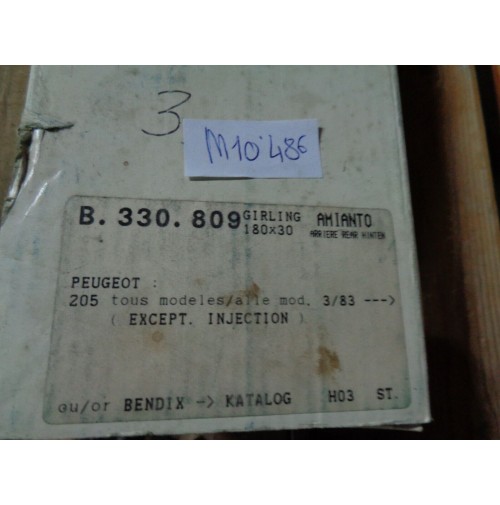 3
M10'486
B. 330. 809 GIRLING AMIANTO
180x30 ARRIERE REAR HINTEN
PEUGEOT :
205 tous modeles/alle mod. 3/83 --->
( EXCEPT. INJECTION )
ou/or BENDIX -> KATALOG H03 ST.